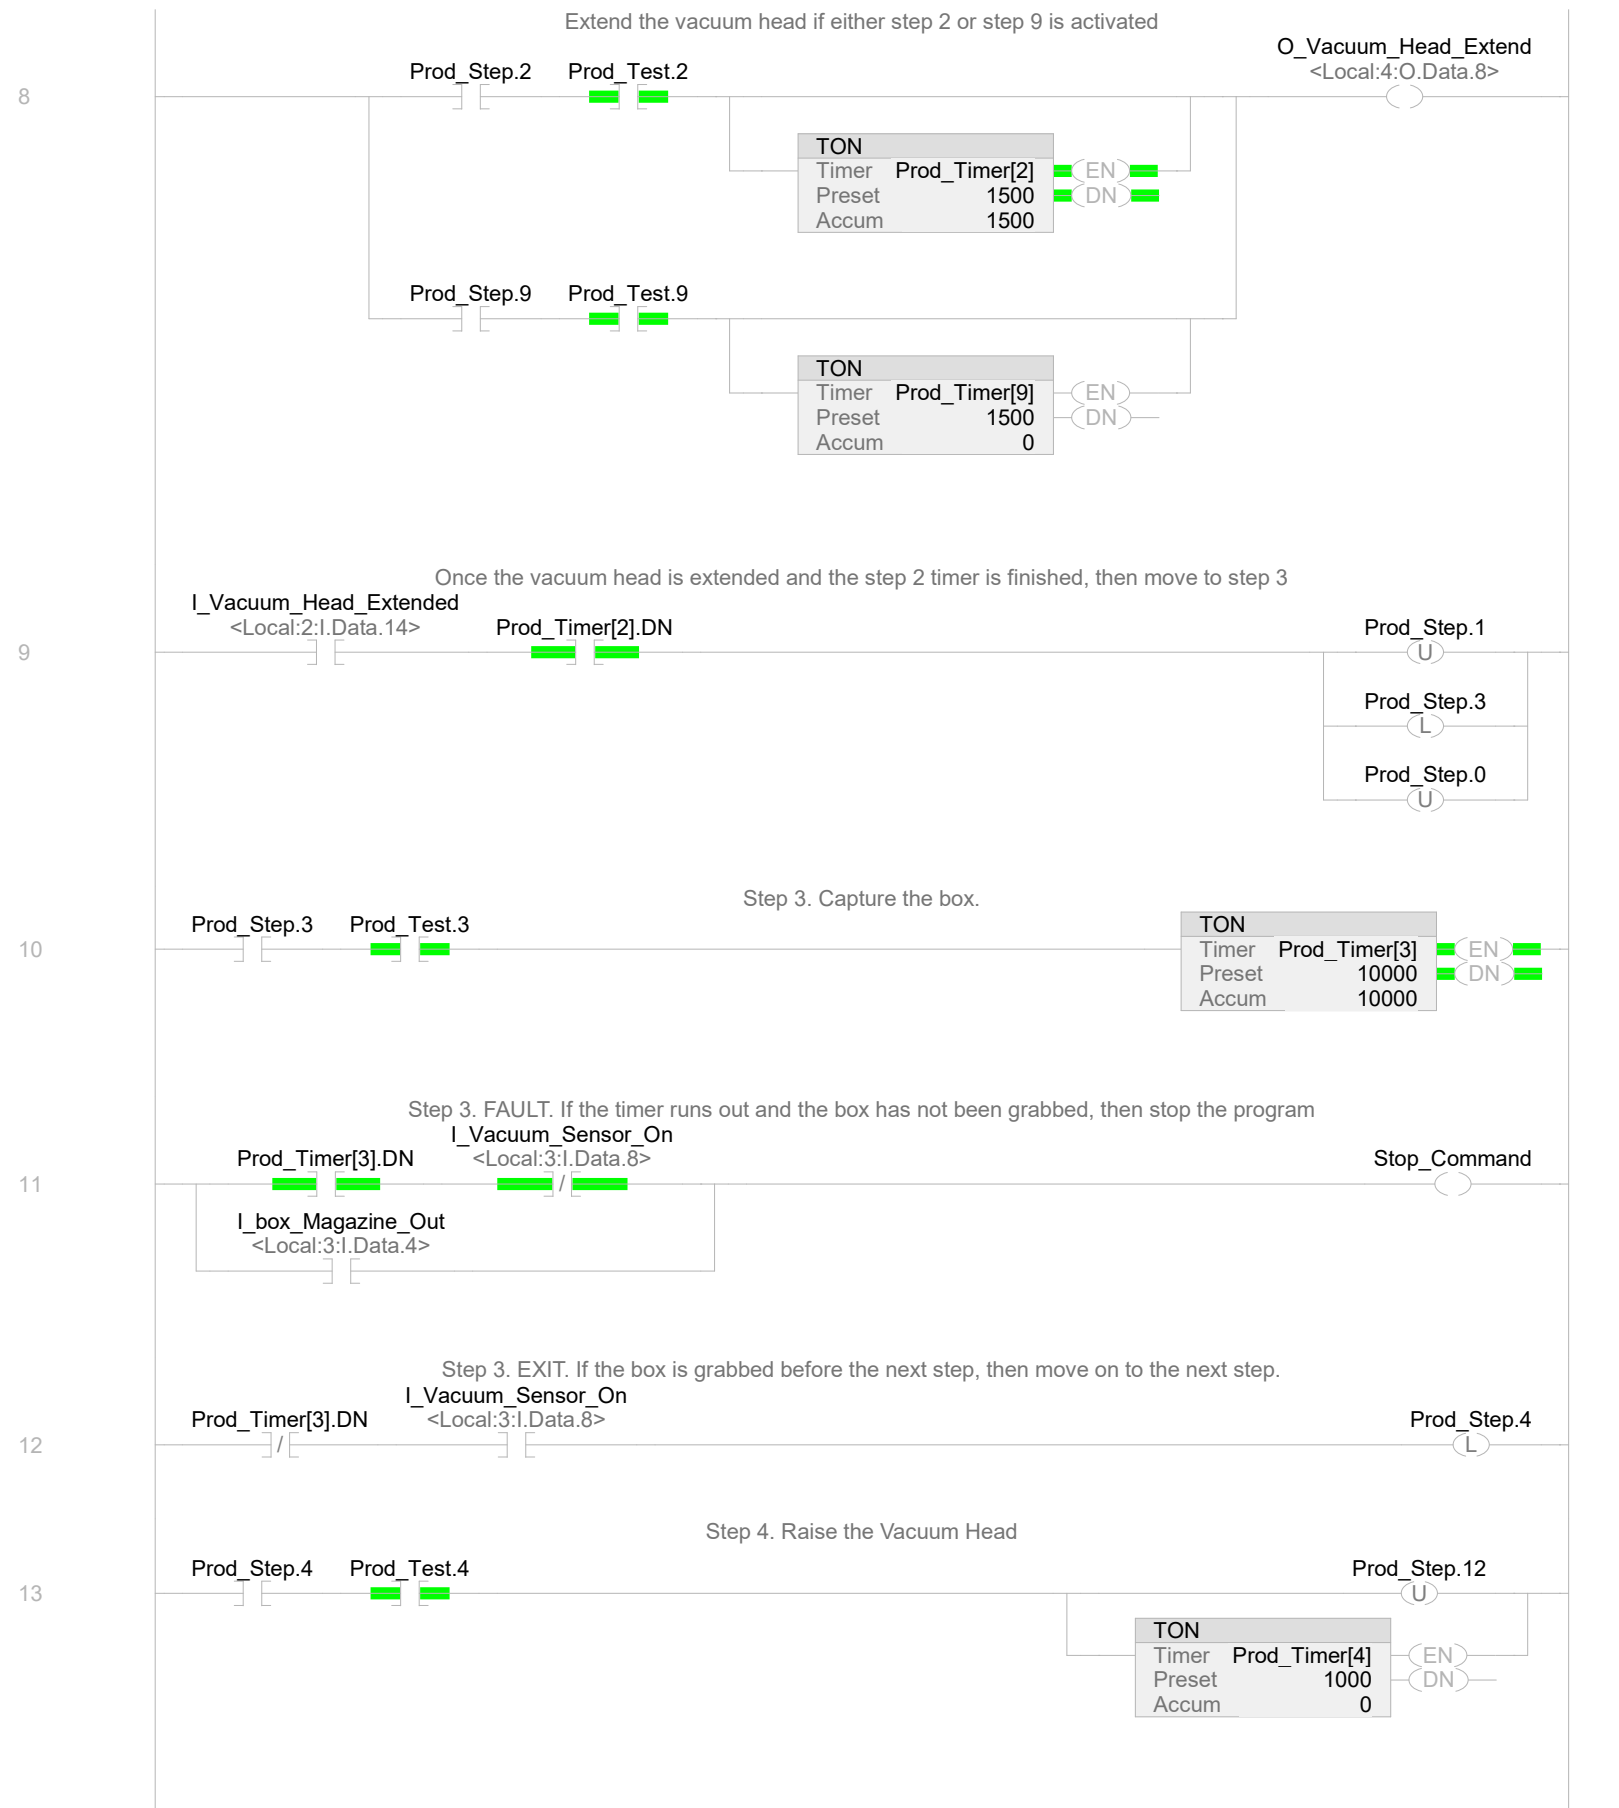 Extend the vacuum head if either step 2 or step 9 is activated
O_Vacuum_Head_Extend
<Local:4:O.Data.8>
8
Prod_Step.2
Prod_Test.2
TON
Timer Prod_Timer[2]
Preset 1500
Accum 1500
EN
DN
Prod_Step.9
Prod_Test.9
TON
Timer Prod_Timer[9]
Preset 1500
Accum 0
EN
DN
Once the vacuum head is extended and the step 2 timer is finished, then move to step 3
9
I_Vacuum_Head_Extended
<Local:2:I.Data.14>
Prod_Timer[2].DN
Prod_Step.1
U
Prod_Step.3
L
Prod_Step.0
U
Step 3. Capture the box.
10
Prod_Step.3
Prod_Test.3
TON
Timer Prod_Timer[3]
Preset 10000
Accum 10000
EN
DN
Step 3. FAULT. If the timer runs out and the box has not been grabbed, then stop the program
11
Prod_Timer[3].DN
I_Vacuum_Sensor_On
<Local:3:I.Data.8>
/
Stop_Command
I_box_Magazine_Out
<Local:3:I.Data.4>
Step 3. EXIT. If the box is grabbed before the next step, then move on to the next step.
12
Prod_Timer[3].DN
/
I_Vacuum_Sensor_On
<Local:3:I.Data.8>
Prod_Step.4
L
Step 4. Raise the Vacuum Head
13
Prod_Step.4
Prod_Test.4
Prod_Step.12
U
TON
Timer Prod_Timer[4]
Preset 1000
Accum 0
EN
DN